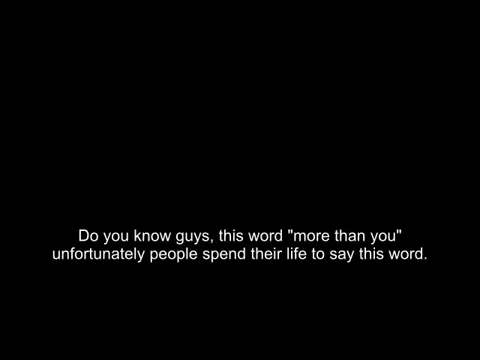 Do you know guys, this word "more than you"
unfortunately people spend their life to say this word.